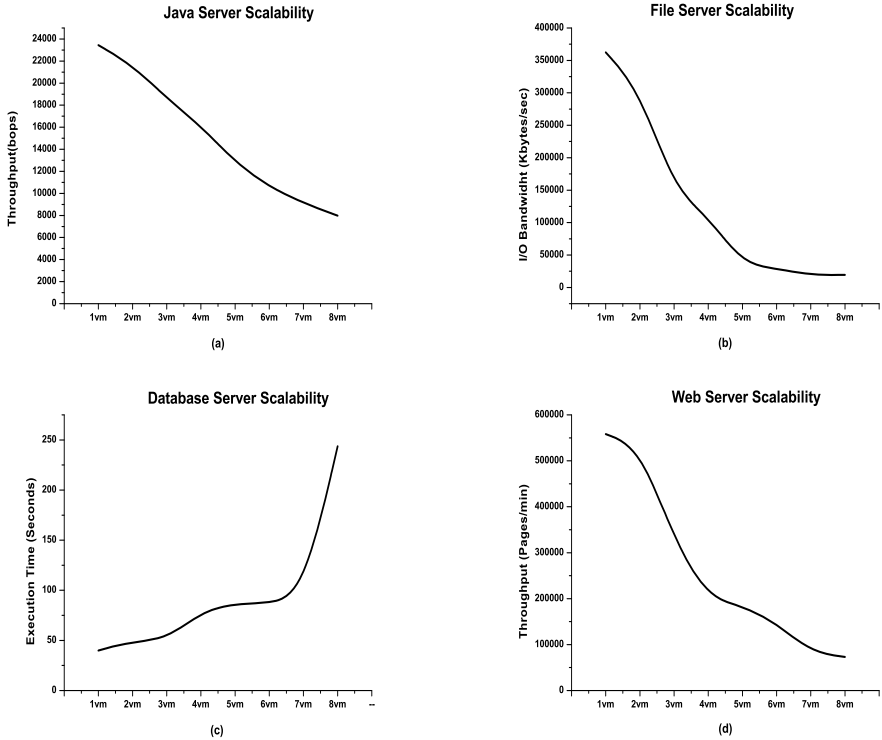 Java Server Scalability
Throughput(bops)
24000
22000
20000
18000
16000
14000
12000
10000
8000
6000
4000
2000
0
1vm 2vm 3vm 4vm 5vm 6vm 7vm 8vm
(a)
File Server Scalability
I/O Bandwidht (Kbytes/sec)
400000
350000
300000
250000
200000
150000
100000
50000
0
1vm 2vm 3vm 4vm 5vm 6vm 7vm 8vm
(b)
Database Server Scalability
Execution Time (Seconds)
250
200
150
100
50
0
1vm 2vm 3vm 4vm 5vm 6vm 7vm 8vm --
(c)
Web Server Scalability
Throughput (Pages/min)
600000
500000
400000
300000
200000
100000
0
1vm 2vm 3vm 4vm 5vm 6vm 7vm 8vm
(d)